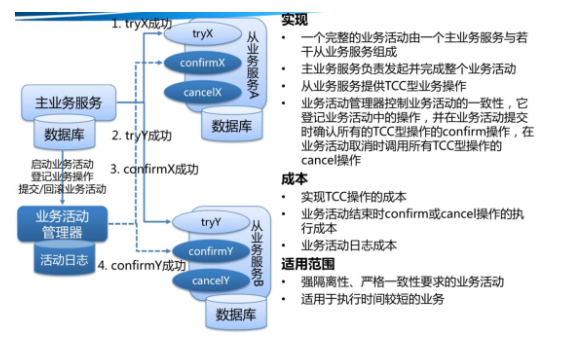 1. tryX成功
tryX
confirmX
cancelX
从业务服务A
数据库
主业务服务
数据库
2. tryY成功
启动业务活动
登记业务操作
提交/回滚业务活动
3. confirmX成功
业务活动
管理器
活动日志
4. confirmY成功
tryY
confirmY
cancelY
从业务服务B
数据库
实现
• 一个完整的业务活动由一个主业务服务与若
干从业务服务组成
• 主业务服务负责发起并完成整个业务活动
• 从业务服务提供TCC型业务操作
• 业务活动管理器控制业务活动的一致性，它
登记业务活动中的操作，并在业务活动提交
时确认所有的TCC型操作的confirm操作，在
业务活动取消时调用所有TCC型操作的
cancel操作
成本
• 实现TCC操作的成本
• 业务活动结束时confirm或cancel操作的执
行成本
• 业务活动日志成本
适用范围
• 强隔离性、严格一致性要求的业务活动
• 适用于执行时间较短的业务